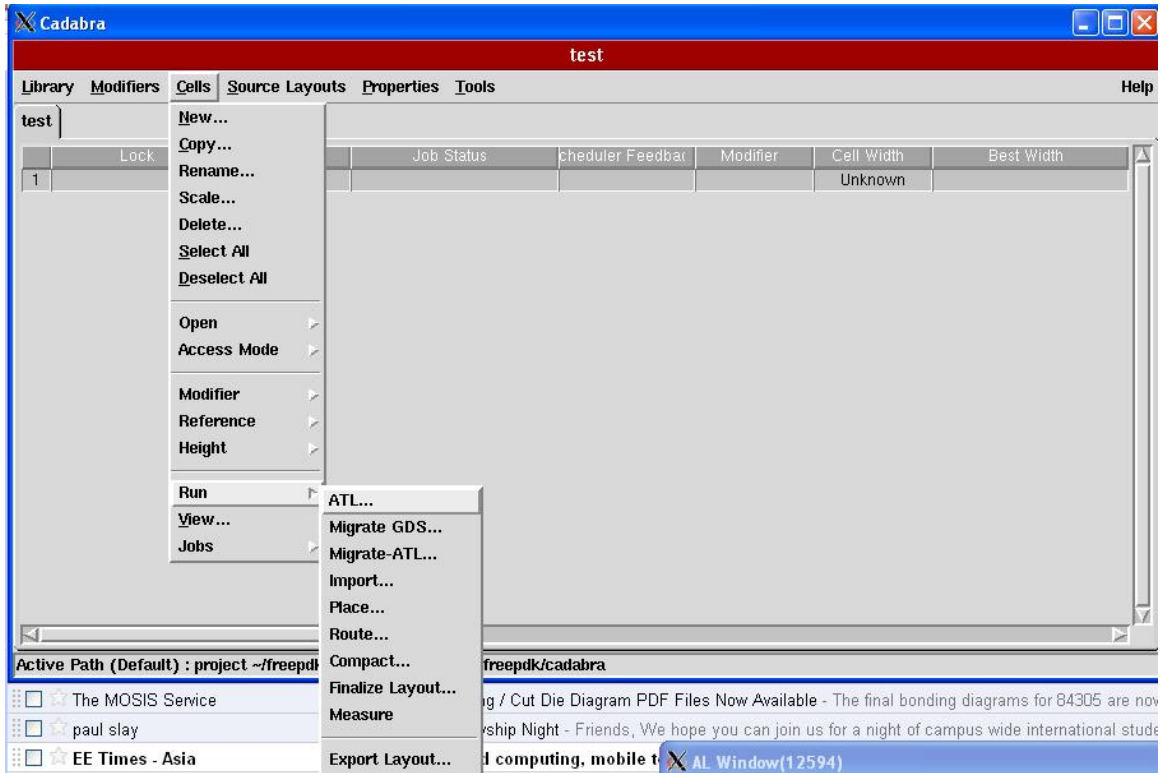 Cadabra
test
Library Modifiers Cells Source Layouts Properties Tools Help
test
Lock Job Status cheduler Feedbac Modifier Cell Width Best Width
1 Unknown
New...
Copy...
Rename...
Scale...
Delete...
Select All
Deselect All
Open
Access Mode
Modifier
Reference
Height
Run
View...
Jobs
ATL...
Migrate GDS...
Migrate-ATL...
Import...
Place...
Route...
Compact...
Finalize Layout...
Measure
Export Layout...
Active Path (Default) : project ~/freepdk freepdk/cadabra
The MOSIS Service g / Cut Die Diagram PDF Files Now Available - The final bonding diagrams for 84305 are now
paul slay ship Night - Friends, We hope you can join us for a night of campus wide international stude
EE Times - Asia d computing, mobile t
AL Window(12594)